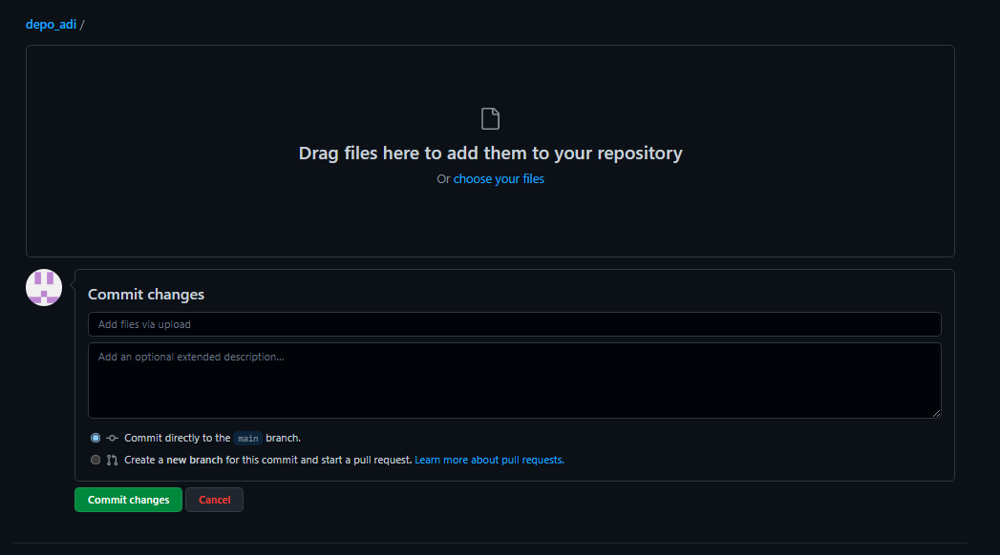 depo_adi /
Drag files here to add them to your repository
Or choose your files
Commit changes
Add files via upload
Add an optional extended description...
Commit directly to the main branch.
Create a new branch for this commit and start a pull request. Learn more about pull requests.
Commit changes
Cancel